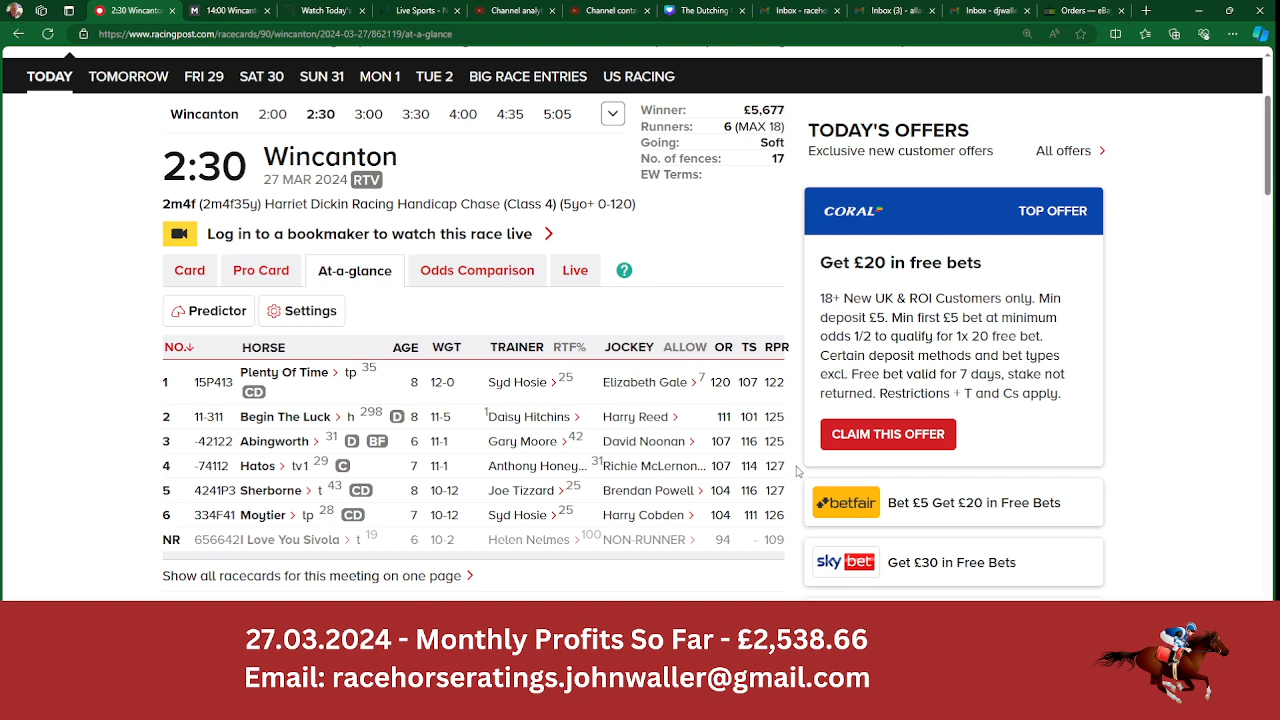 2:30 Wincanto
14:00 Wincant
Watch Today's
Live Sports - N
Channel analyt
Channel conte
The Dutching
Inbox - raceho
Inbox (3) - alla
Inbox - djwalle
Orders — eBa
https://www.racingpost.com/racecards/90/wincanton/2024-03-27/862119/at-a-glance
TODAY TOMORROW FRI 29 SAT 30 SUN 31 MON 1 TUE 2 BIG RACE ENTRIES US RACING
Wincanton 2:00 2:30 3:00 3:30 4:00 4:35 5:05
Winner: £5,677
Runners: 6 (MAX 18)
Going: Soft
No. of fences: 17
EW Terms:
2:30 Wincanton
27 MAR 2024 RTV
2m4f (2m4f35y) Harriet Dickin Racing Handicap Chase (Class 4) (5yo+ 0-120)
Log in to a bookmaker to watch this race live
Card Pro Card At-a-glance Odds Comparison Live ?
Predictor Settings
NO. HORSE AGE WGT TRAINER RTF% JOCKEY ALLOW OR TS RPR
1 15P413 Plenty Of Time tp 35 CD 8 12-0 Syd Hosie 25 Elizabeth Gale 7 120 107 122
2 11-311 Begin The Luck h 298 D 8 11-5 1 Daisy Hitchins Harry Reed 111 101 125
3 -42122 Abingworth 31 D BF 6 11-1 Gary Moore 42 David Noonan 107 116 125
4 -74112 Hatos tv1 29 C 7 11-1 Anthony Honey... 31 Richie McLernon... 107 114 127
5 4241P3 Sherborne t 43 CD 8 10-12 Joe Tizzard 25 Brendan Powell 104 116 127
6 334F41 Moytier tp 28 CD 7 10-12 Syd Hosie 25 Harry Cobden 104 111 126
NR 656642 I Love You Sivola t 19 6 10-2 Helen Nelmes 100 NON-RUNNER 94 - 109
Show all racecards for this meeting on one page
TODAY'S OFFERS
Exclusive new customer offers All offers
CORAL TOP OFFER
Get £20 in free bets
18+ New UK & ROI Customers only. Min
deposit £5. Min first £5 bet at minimum
odds 1/2 to qualify for 1x 20 free bet.
Certain deposit methods and bet types
excl. Free bet valid for 7 days, stake not
returned. Restrictions + T and Cs apply.
CLAIM THIS OFFER
betfair Bet £5 Get £20 in Free Bets
sky bet Get £30 in Free Bets
27.03.2024 - Monthly Profits So Far - £2,538.66
Email: racehorseratings.johnwaller@gmail.com